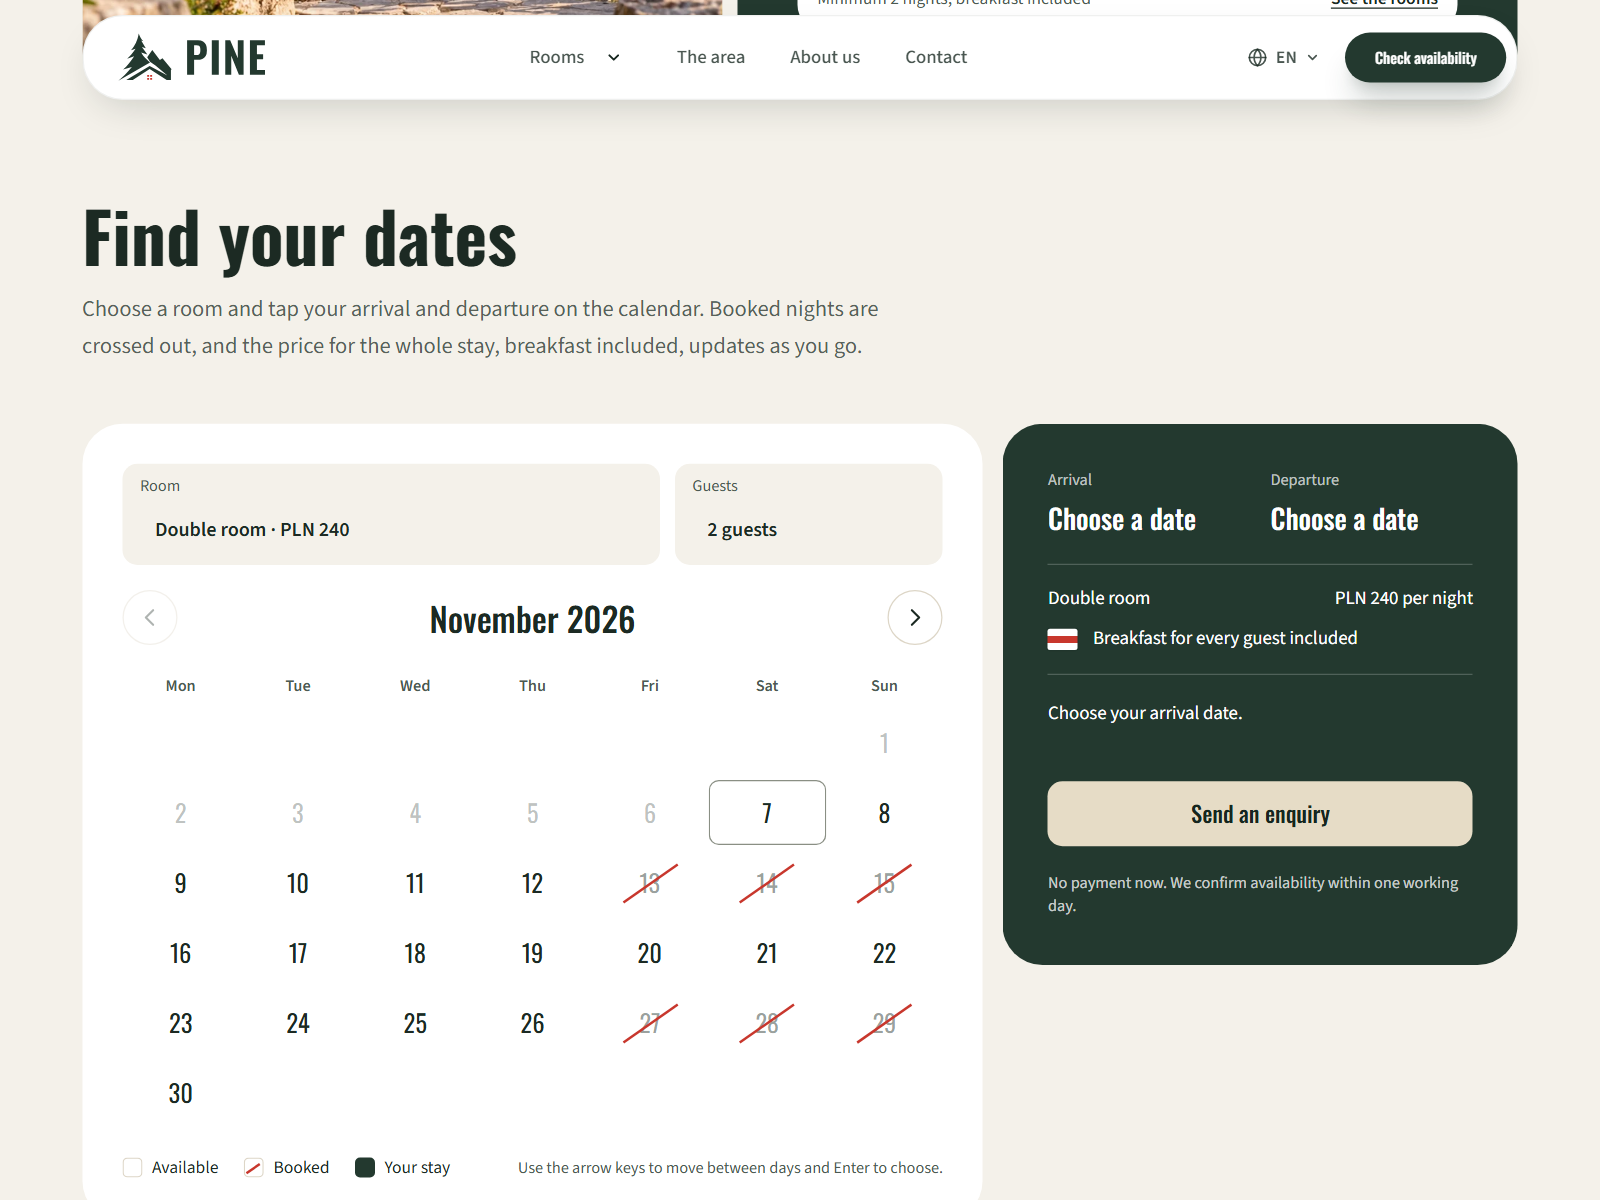 Minimum 2 nights, breakfast included
See the rooms
PINE
Rooms
The area
About us
Contact
EN
Check availability
Find your dates
Choose a room and tap your arrival and departure on the calendar. Booked nights are
crossed out, and the price for the whole stay, breakfast included, updates as you go.
Room
Double room · PLN 240
Guests
2 guests
November 2026
Mon Tue Wed Thu Fri Sat Sun
1
2 3 4 5 6 7 8
9 10 11 12 13 14 15
16 17 18 19 20 21 22
23 24 25 26 27 28 29
30
Available
Booked
Your stay
Use the arrow keys to move between days and Enter to choose.
Arrival
Choose a date
Departure
Choose a date
Double room
PLN 240 per night
Breakfast for every guest included
Choose your arrival date.
Send an enquiry
No payment now. We confirm availability within one working
day.